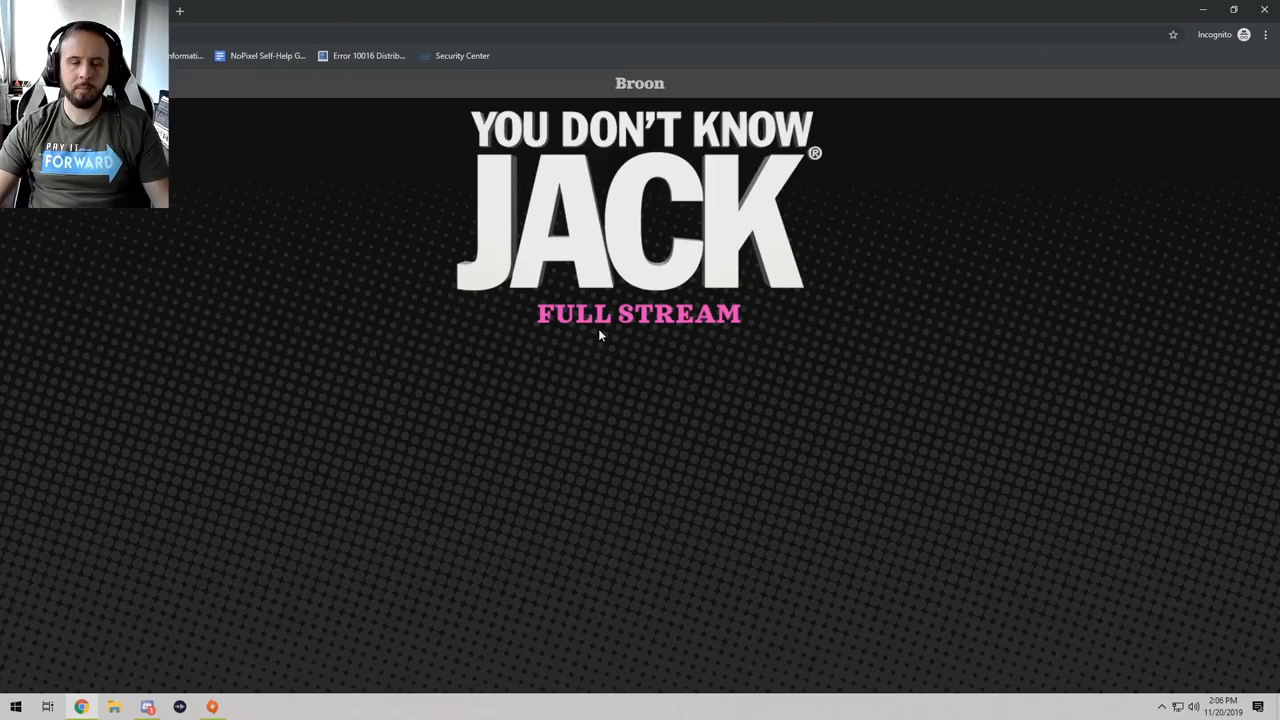 Incognito
nformati...
NoPixel Self-Help G...
Error 10016 Distrib...
Security Center
Broon
PAY IT
FORWARD
YOU DON'T KNOW
JACK®
FULL STREAM
2:06 PM
11/20/2019